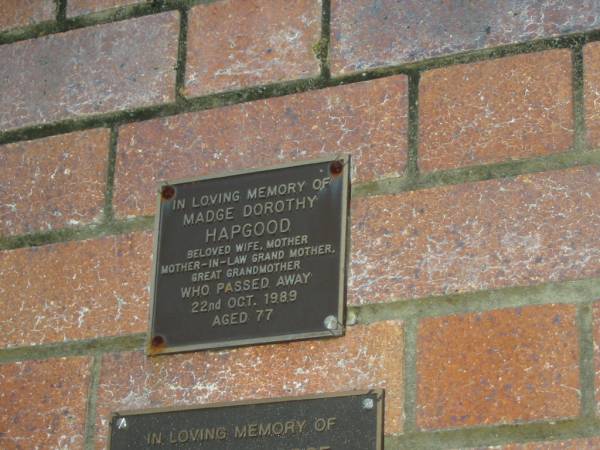 IN LOVING MEMORY OF
MADGE DOROTHY
HAPGOOD
BELOVED WIFE, MOTHER
MOTHER-IN-LAW GRAND MOTHER,
GREAT GRANDMOTHER
WHO PASSED AWAY
22nd OCT. 1989
AGED 77
IN LOVING MEMORY OF